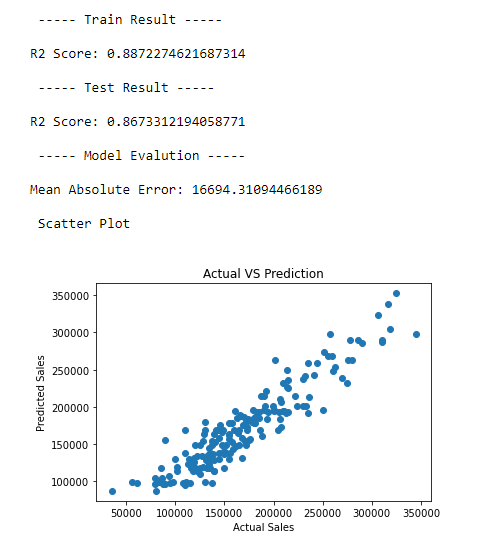 ----- Train Result -----
R2 Score: 0.8872274621687314
----- Test Result -----
R2 Score: 0.8673312194058771
----- Model Evalution -----
Mean Absolute Error: 16694.31094466189
Scatter Plot
Actual VS Prediction
350000
300000
250000
200000
150000
100000
Predicted Sales
50000 100000 150000 200000 250000 300000 350000
Actual Sales